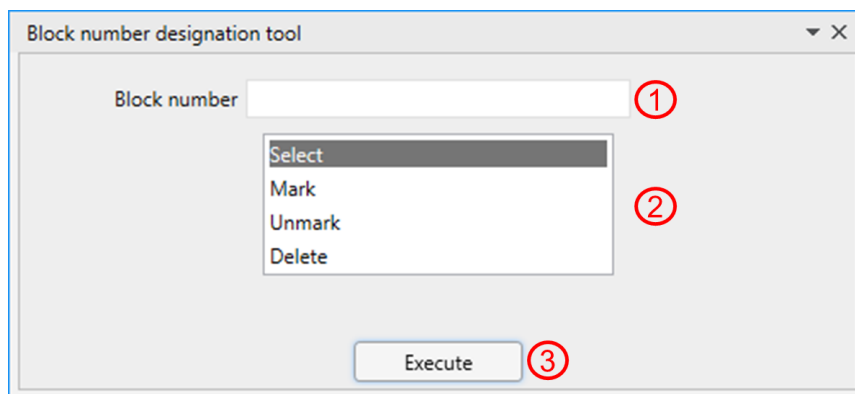 Block number designation tool
Block number ①
Select
Mark
Unmark ②
Delete
Execute ③